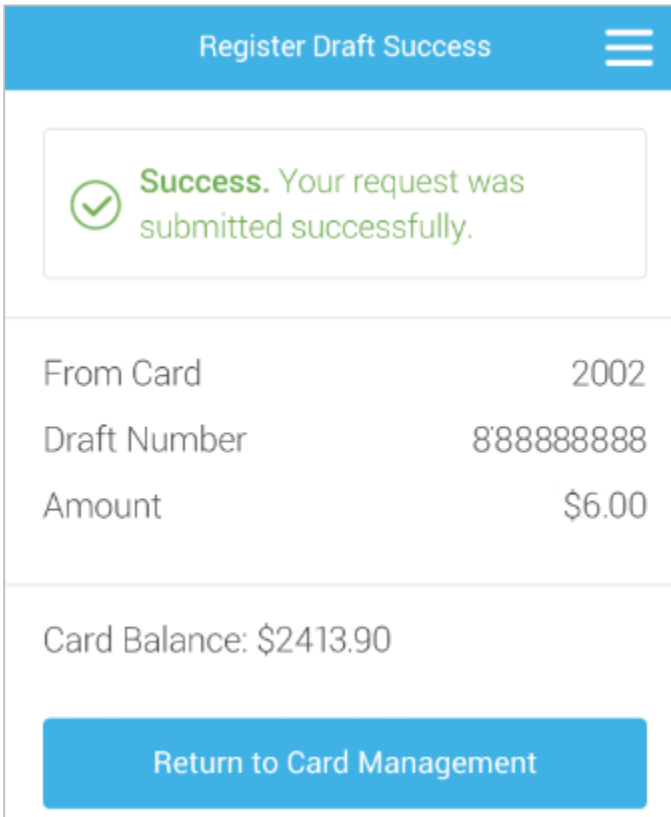 Register Draft Success
Success. Your request was
submitted successfully.
From Card 2002
Draft Number 8'88888888
Amount $6.00
Card Balance: $2413.90
Return to Card Management